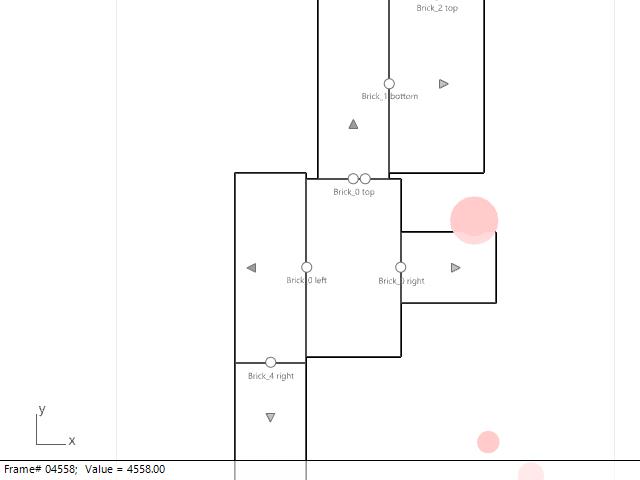 Brick_2 top
Brick_1 bottom
Brick_0 top
Brick_0 left
Brick_0 right
Brick_4 right
y
x
Frame# 04558; Value = 4558.00